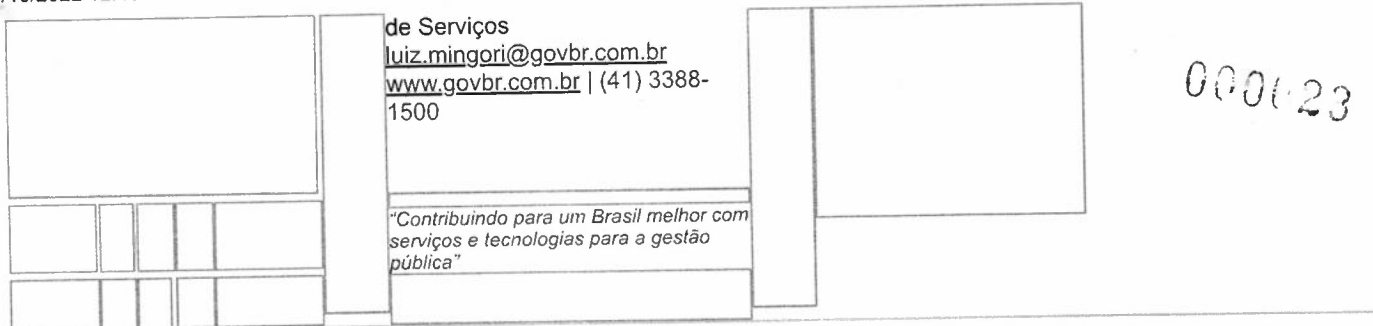 de Serviços
luiz.mingori@govbr.com.br
www.govbr.com.br | (41) 3388-
1500
000023
"Contribuindo para um Brasil melhor com
serviços e tecnologias para a gestão
pública"